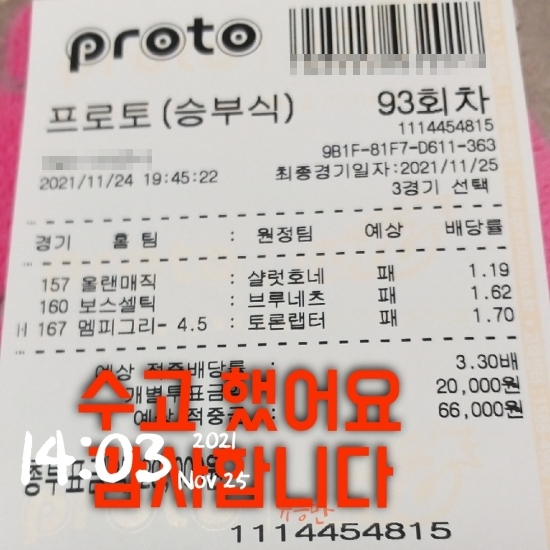 proto
프로토 (승부식) 93회차
1114454815
9B1F-81F7-D611-363
최종경기일자:2021/11/25
2021/11/24 19:45:22
3경기 선택
경기 홈 팀 : 원정팀 예상 배당률
157 올랜매직 : 샬럿호네 패 1.19
160 보스셀틱 : 브루네츠 패 1.62
H 167 멤피그리- 4.5 : 토론랩터 패 1.70
예상 적중배당률 : 3.30배
개별투표금 20,000원
예상 적중금 : 66,000원
수고 했어요
감사합니다
14:03 2021
Nov 25
총투표금
1114454815